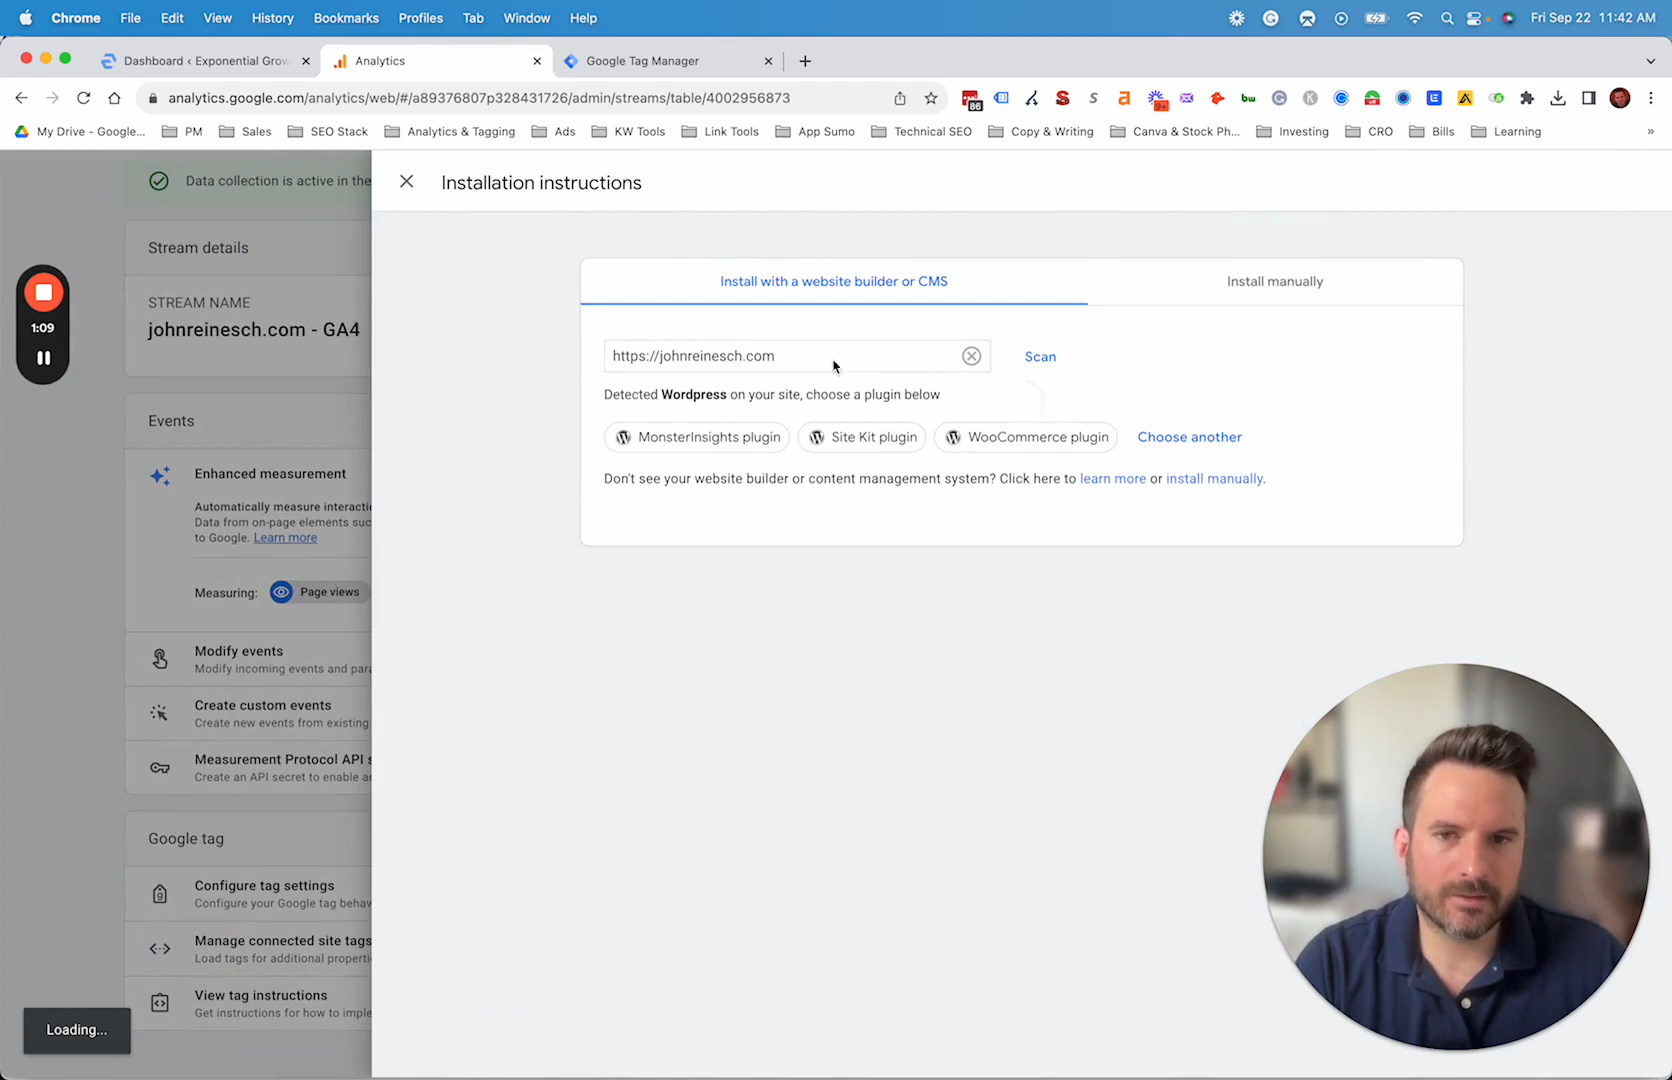 Chrome File Edit View History Bookmarks Profiles Tab Window Help Fri Sep 22 11:42 AM
Dashboard ‹ Exponential Grow Analytics Google Tag Manager
analytics.google.com/analytics/web/#/a89376807p328431726/admin/streams/table/4002956873 86 9+ bw
My Drive - Google... PM Sales SEO Stack Analytics & Tagging Ads KW Tools Link Tools App Sumo Technical SEO Copy & Writing Canva & Stock Ph... Investing CRO Bills Learning »
Data collection is active in the
Installation instructions
Stream details
STREAM NAME
johnreinesch.com - GA4
1:09
Install with a website builder or CMS Install manually
https://johnreinesch.com Scan
Detected Wordpress on your site, choose a plugin below
MonsterInsights plugin Site Kit plugin WooCommerce plugin Choose another
Don't see your website builder or content management system? Click here to learn more or install manually.
Events
Enhanced measurement
Automatically measure interacti
Data from on-page elements suc
to Google. Learn more
Measuring: Page views
Modify events
Modify incoming events and para
Create custom events
Create new events from existing
Measurement Protocol API s
Create an API secret to enable ad
Google tag
Configure tag settings
Configure your Google tag behav
Manage connected site tags
Load tags for additional properti
View tag instructions
Get instructions for how to imple
Loading...